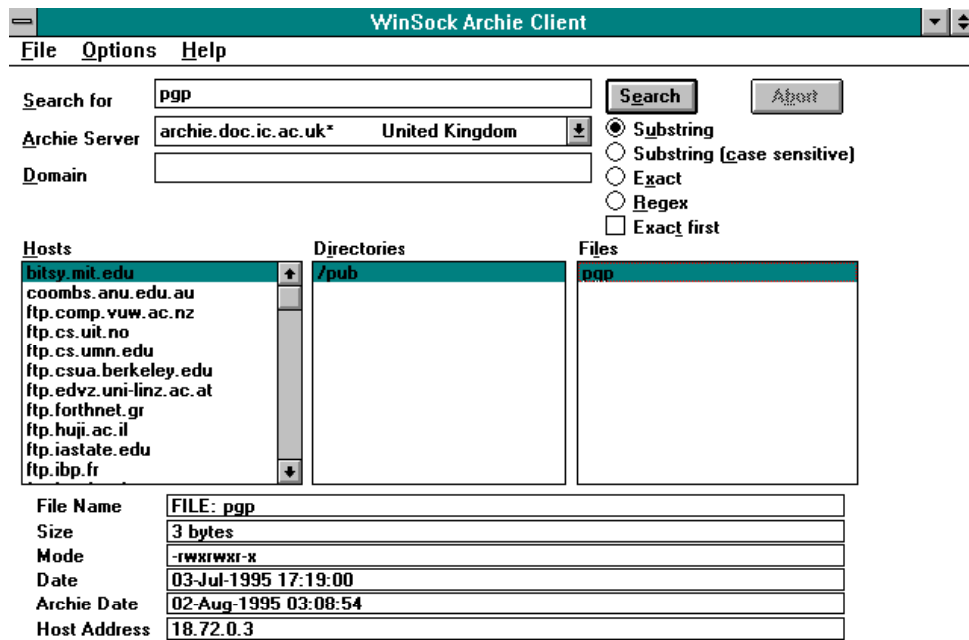 WinSock Archie Client
File Options Help
Search for pgp Search Abort
Archie Server archie.doc.ic.ac.uk* United Kingdom
Substring
Substring (case sensitive)
Domain
Exact
Regex
Exact first
Hosts Directories Files
bitsy.mit.edu /pub pgp
coombs.anu.edu.au
ftp.comp.vuw.ac.nz
ftp.cs.uit.no
ftp.cs.umn.edu
ftp.csua.berkeley.edu
ftp.edvz.uni-linz.ac.at
ftp.forthnet.gr
ftp.huji.ac.il
ftp.iastate.edu
ftp.ibp.fr
File Name FILE: pgp
Size 3 bytes
Mode -rwxrwxr-x
Date 03-Jul-1995 17:19:00
Archie Date 02-Aug-1995 03:08:54
Host Address 18.72.0.3